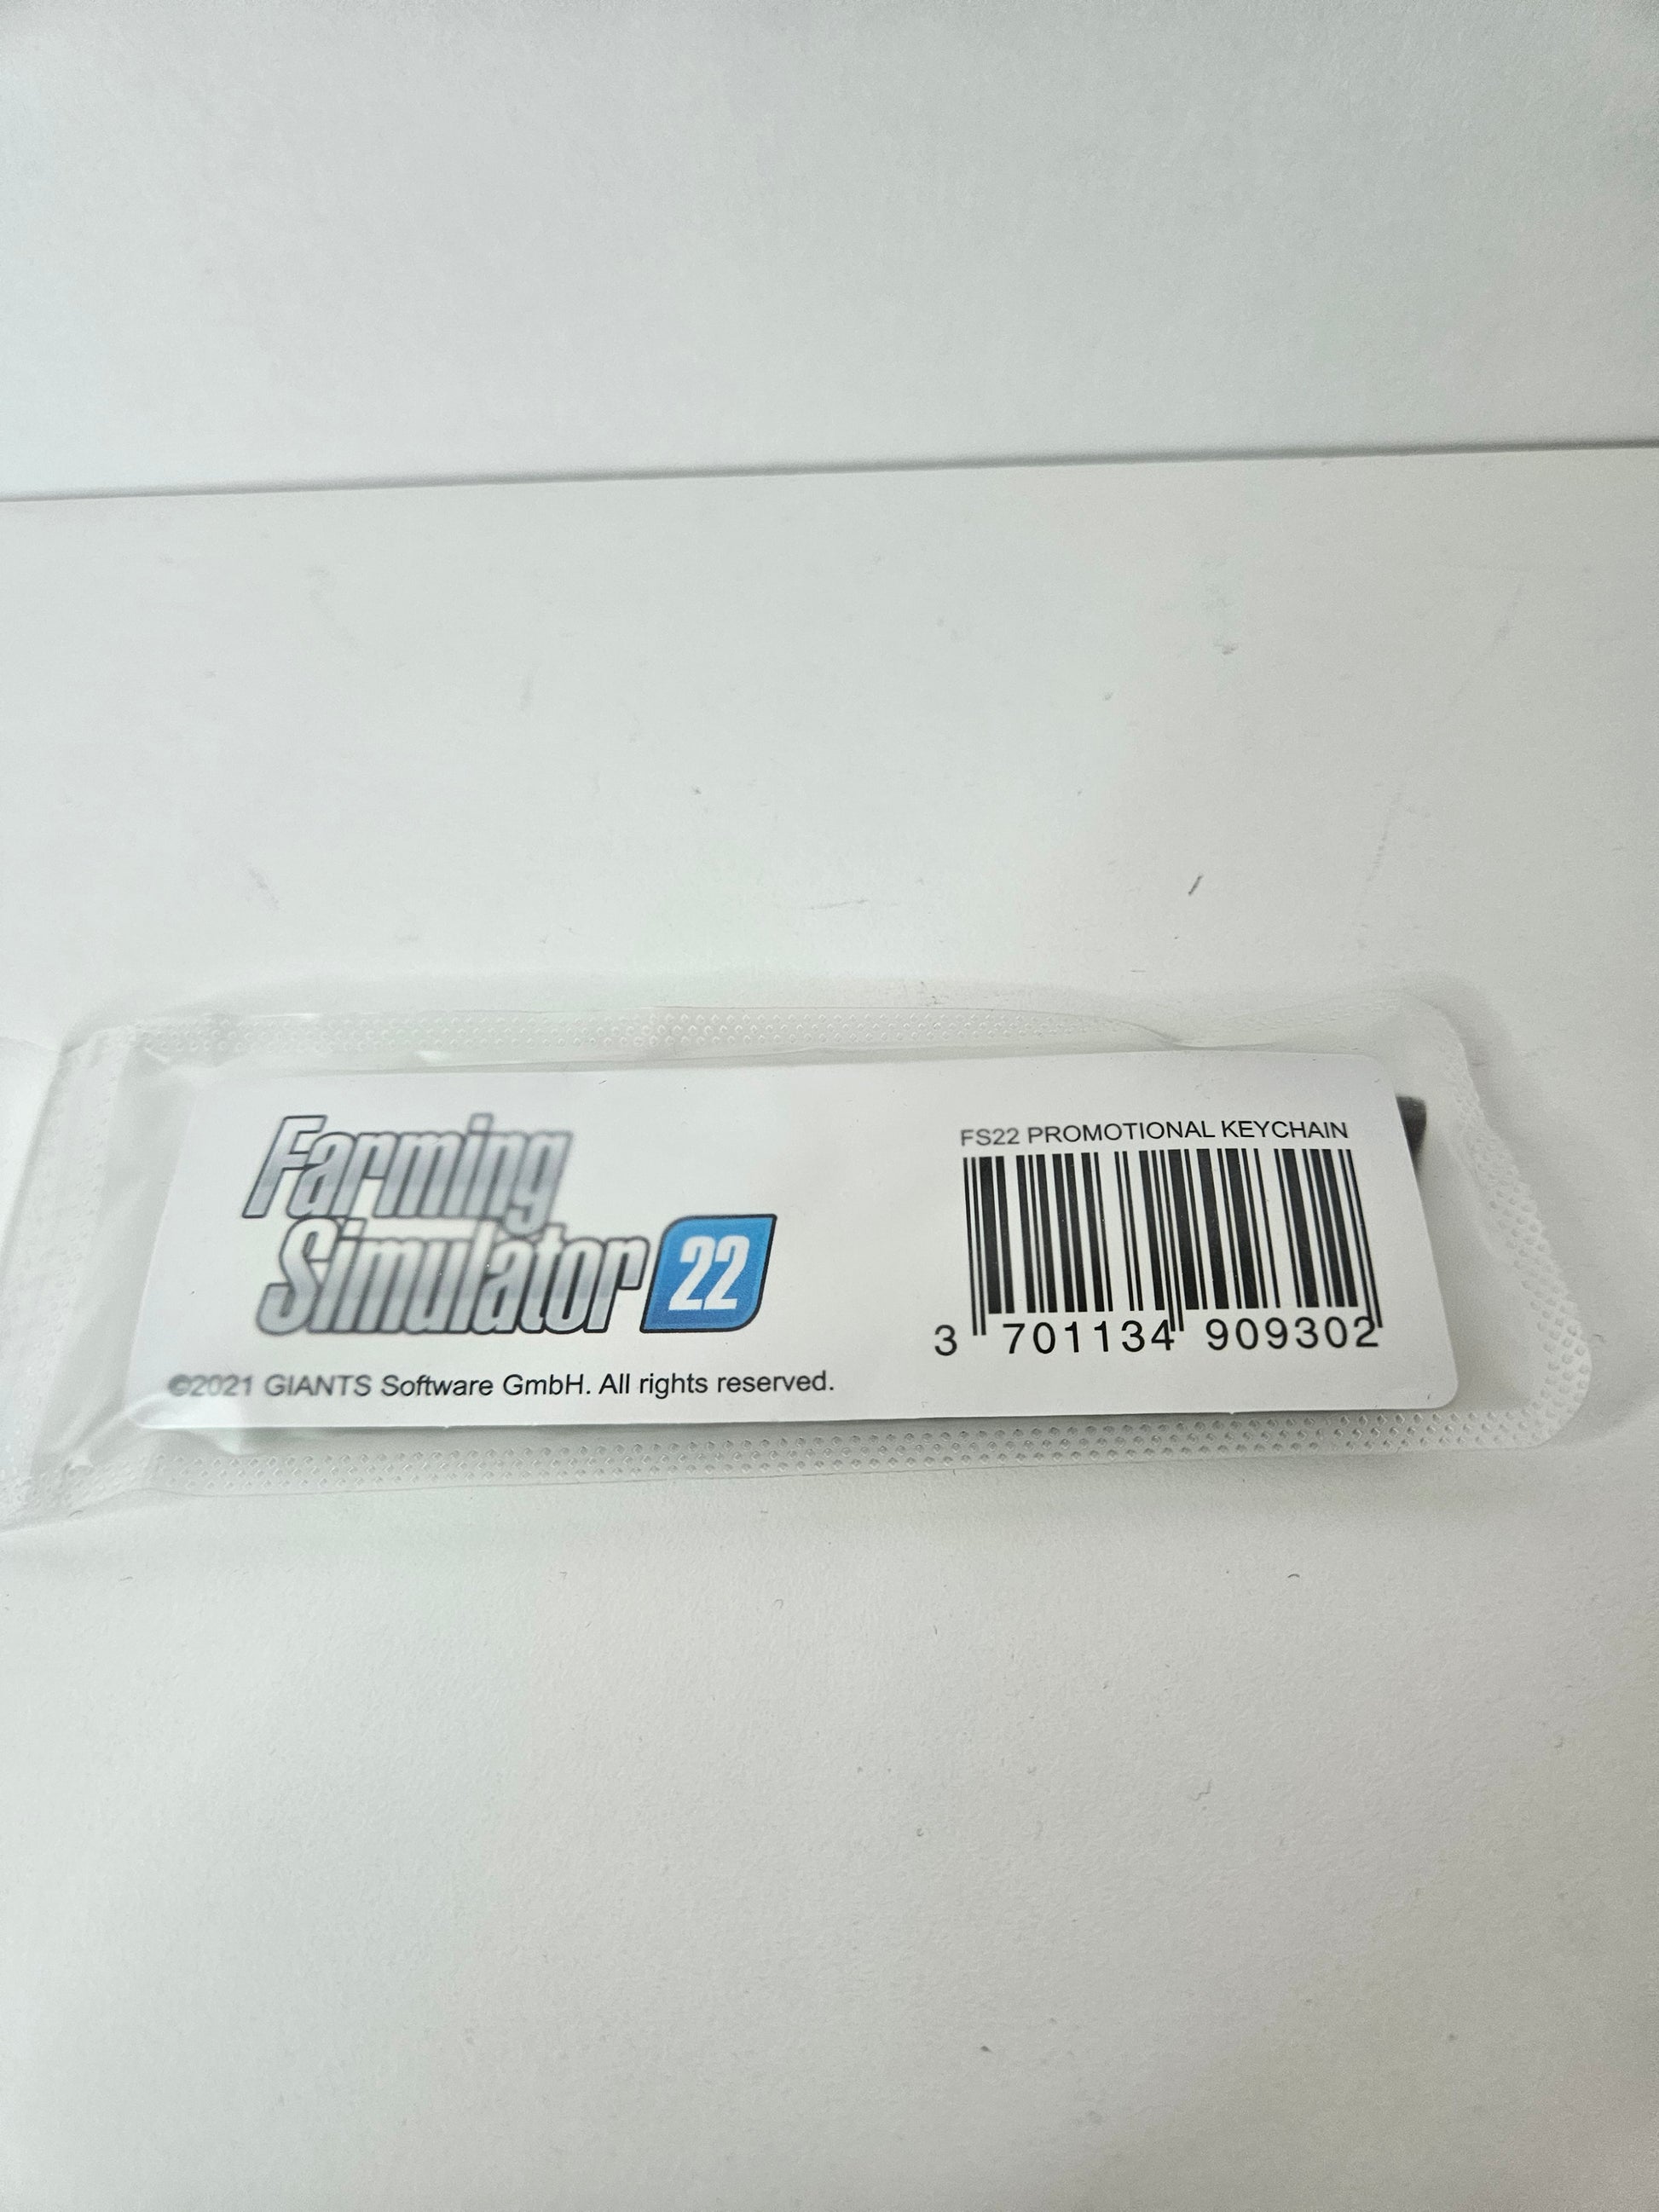 Farming
Simulator 22
©2021 GIANTS Software GmbH. All rights reserved.
FS22 PROMOTIONAL KEYCHAIN
3 701134 909302